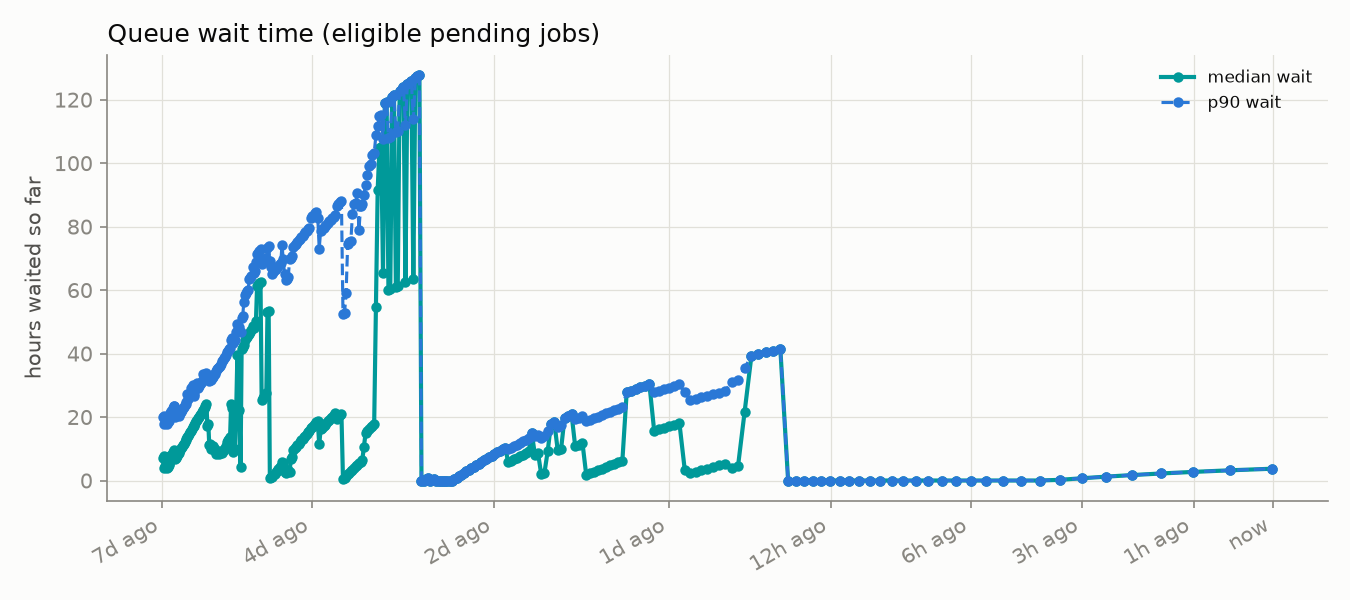 Queue wait time (eligible pending jobs)
median wait
p90 wait
hours waited so far
120
100
80
60
40
20
0
7d ago
4d ago
2d ago
1d ago
12h ago
6h ago
3h ago
1h ago
now